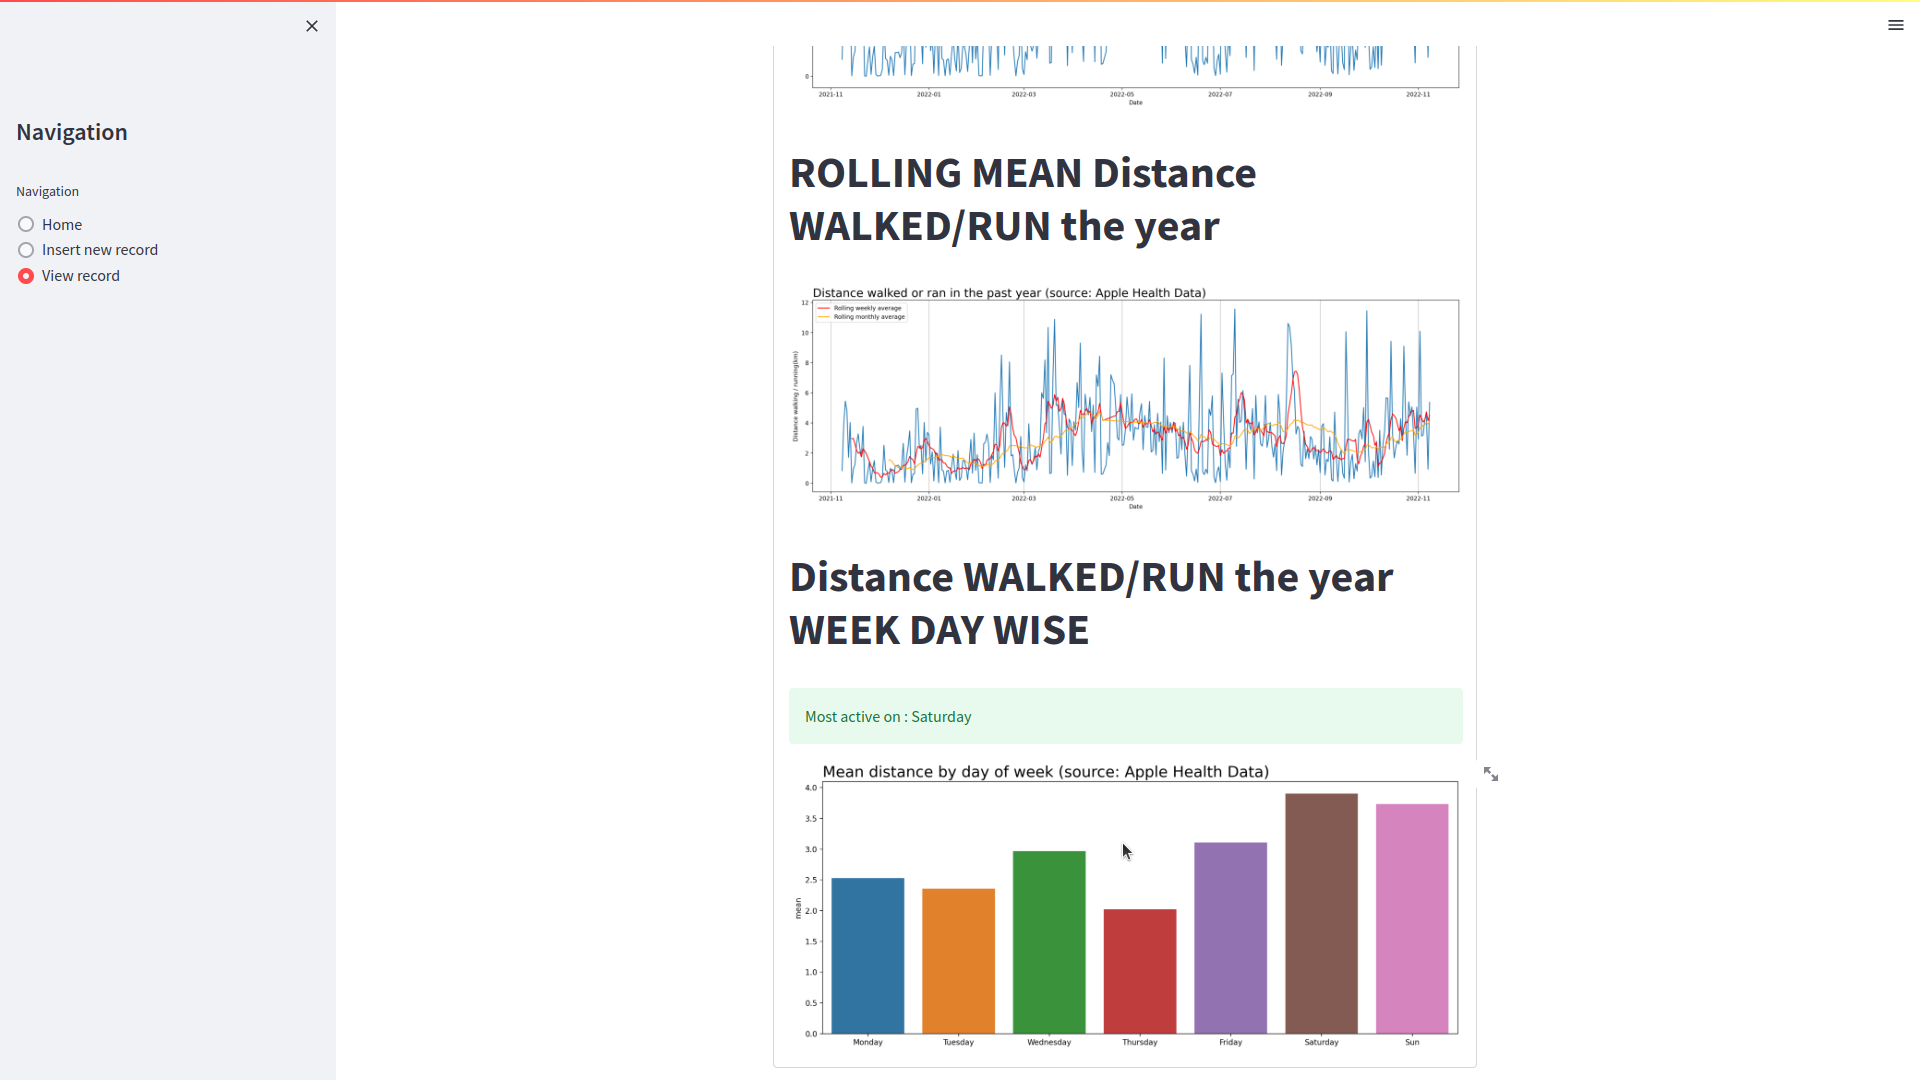 Navigation
Navigation
Home
Insert new record
View record
0
2021-11 2022-01 2022-03 2022-05 2022-07 2022-09 2022-11
Date
ROLLING MEAN Distance
WALKED/RUN the year
Distance walked or ran in the past year (source: Apple Health Data)
Rolling weekly average
Rolling monthly average
12
10
8
6
4
2
0
Distance walking / running(km)
2021-11 2022-01 2022-03 2022-05 2022-07 2022-09 2022-11
Date
Distance WALKED/RUN the year
WEEK DAY WISE
Most active on : Saturday
Mean distance by day of week (source: Apple Health Data)
4.0
3.5
3.0
2.5
2.0
1.5
1.0
0.5
0.0
mean
Monday Tuesday Wednesday Thursday Friday Saturday Sun